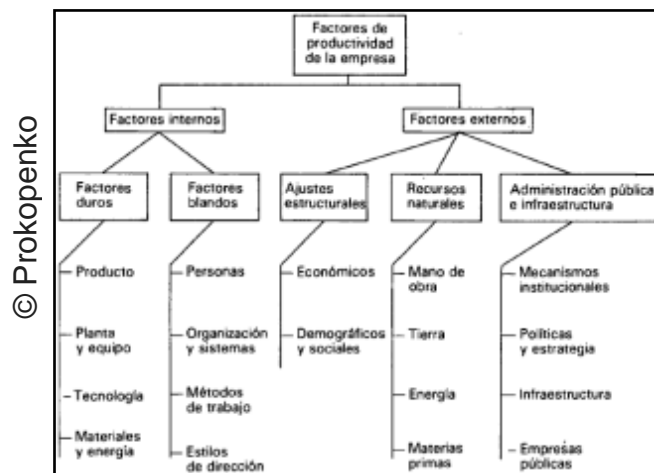 © Prokopenko
Factores de
productividad
de la empresa
Factores internos
Factores externos
Factores
duros
Factores
blandos
Ajustes
estructurales
Recursos
naturales
Administración pública
e infraestructura
Producto
Planta
y equipo
Tecnología
Materiales
y energía
Personas
Organización
y sistemas
Métodos
de trabajo
Estilos
de dirección
Económicos
Demográficos
y sociales
Mano de
obra
Tierra
Energía
Materias
primas
Mecanismos
institucionales
Políticas
y estrategia
Infraestructura
Empresas
públicas